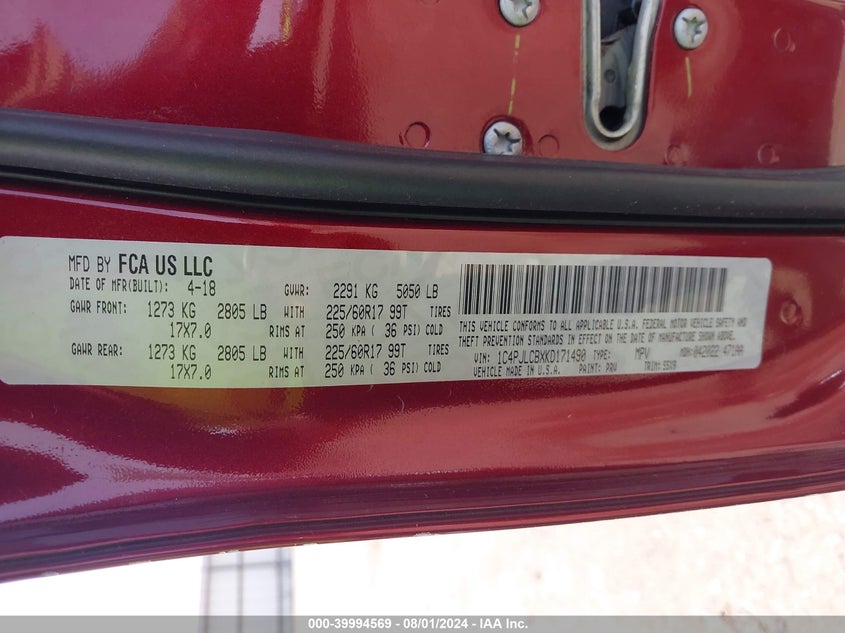 MFD BY FCA US LLC
DATE OF MFR(BUILT): 4-18 GVWR: 2291 KG 5050 LB
GAWR FRONT: 1273 KG 2805 LB WITH 225/60R17 99T TIRES
17X7.0 RIMS AT 250 KPA ( 36 PSI) COLD
GAWR REAR: 1273 KG 2805 LB WITH 225/60R17 99T TIRES
17X7.0 RIMS AT 250 KPA ( 36 PSI) COLD
THIS VEHICLE CONFORMS TO ALL APPLICABLE U.S.A. FEDERAL MOTOR VEHICLE SAFETY AND
THEFT PREVENTION STANDARDS IN EFFECT ON THE DATE OF MANUFACTURE SHOWN ABOVE.
VIN: 1C4PJLCBXKD171490 TYPE: MPV MDH: 042022 471AA
VEHICLE MADE IN U.S.A. PAINT: PRV TRIM: S5X9
000-39994569 - 08/01/2024 - IAA Inc.